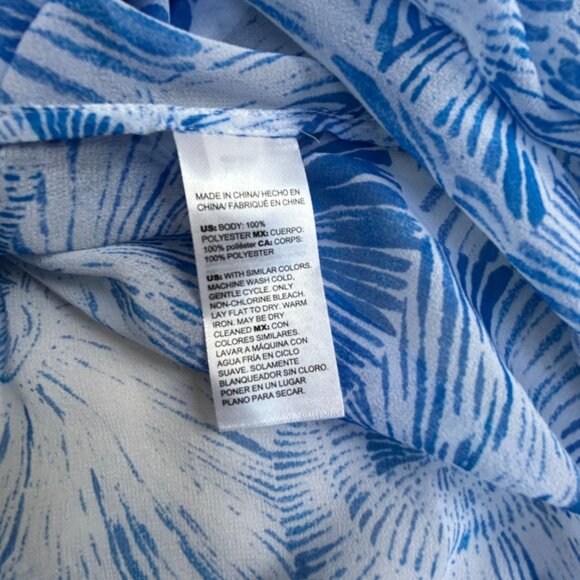 MADE IN CHINA/ HECHO EN
CHINA/ FABRIQUÉ EN CHINE
US: BODY: 100%
POLYESTER MX: CUERPO:
100% poliéster CA: CORPS:
100% POLYESTER
US: WITH SIMILAR COLORS.
MACHINE WASH COLD,
GENTLE CYCLE. ONLY
NON-CHLORINE BLEACH.
LAY FLAT TO DRY. WARM
IRON. MAY BE DRY
CLEANED MX: CON
COLORES SIMILARES.
LAVAR A MÁQUINA CON
AGUA FRÍA EN CICLO
SUAVE. SOLAMENTE
BLANQUEADOR SIN CLORO.
PONER EN UN LUGAR
PLANO PARA SECAR.